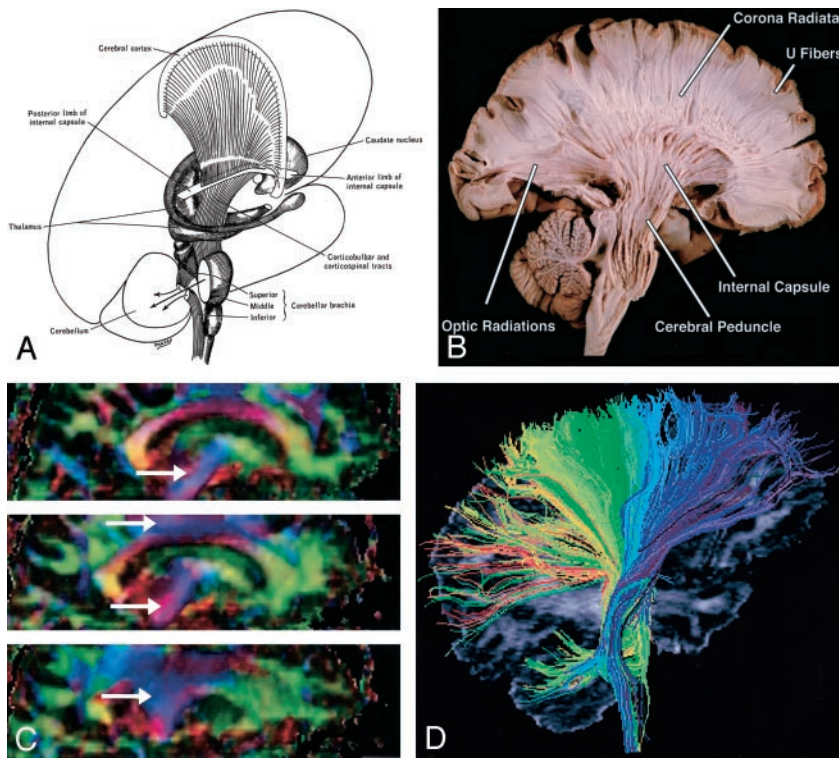 Cerebral cortex
Posterior limb of
internal capsule
Caudate nucleus
Anterior limb of
internal capsule
Thalamus
Corticobulbar and
corticospinal tracts
Superior
Middle
Inferior
Cerebellar brachia
Cerebellum
A
Corona Radiata
U Fibers
Internal Capsule
Optic Radiations
Cerebral Peduncle
B
C
D